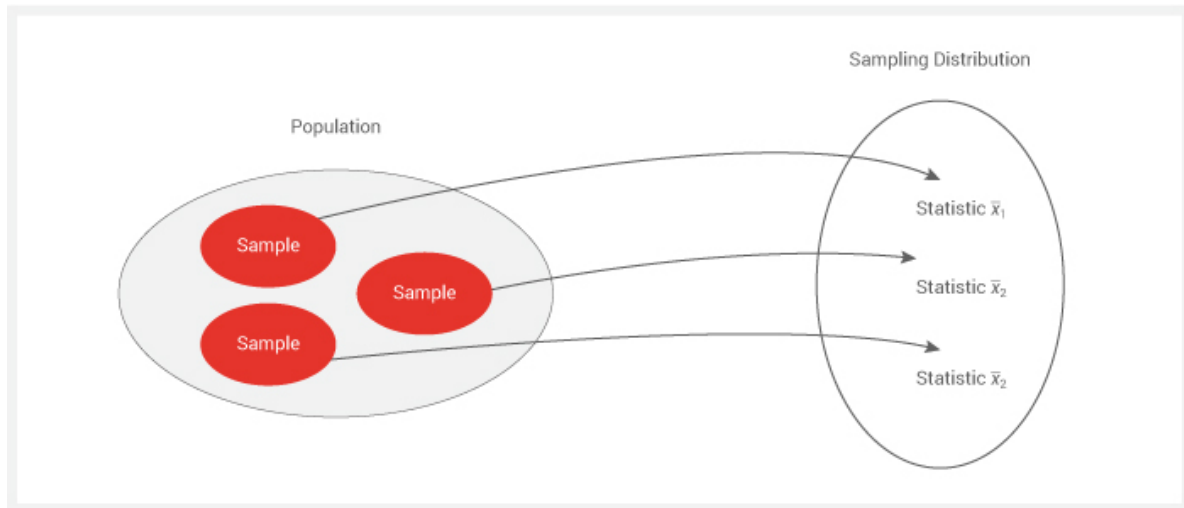 Sampling Distribution
Population
Statistic x̅₁
Sample
Sample
Statistic x̅₂
Sample
Statistic x̅₂